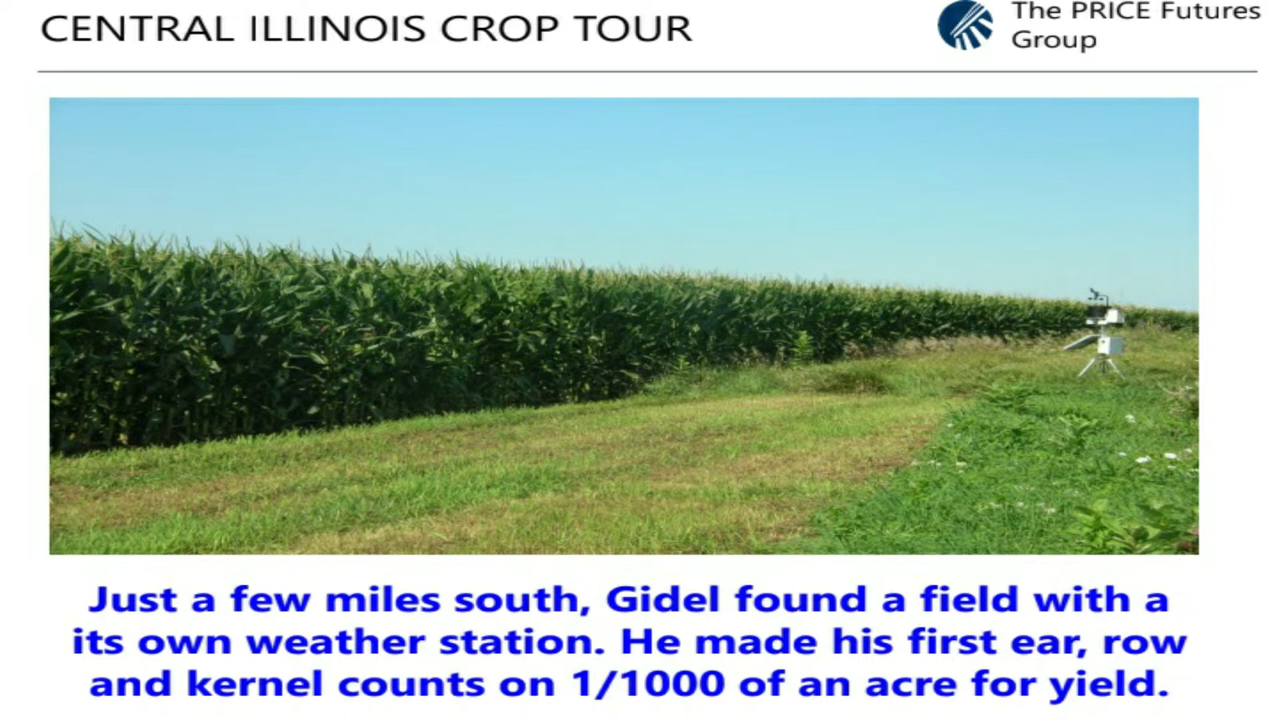 CENTRAL ILLINOIS CROP TOUR
The PRICE Futures
Group
Just a few miles south, Gidel found a field with a
its own weather station. He made his first ear, row
and kernel counts on 1/1000 of an acre for yield.